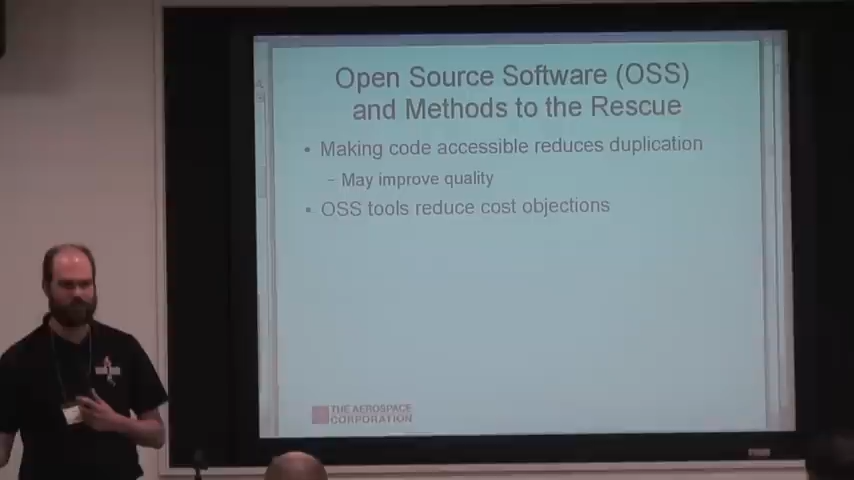 Open Source Software (OSS)
and Methods to the Rescue
• Making code accessible reduces duplication
– May improve quality
• OSS tools reduce cost objections
THE AEROSPACE
CORPORATION